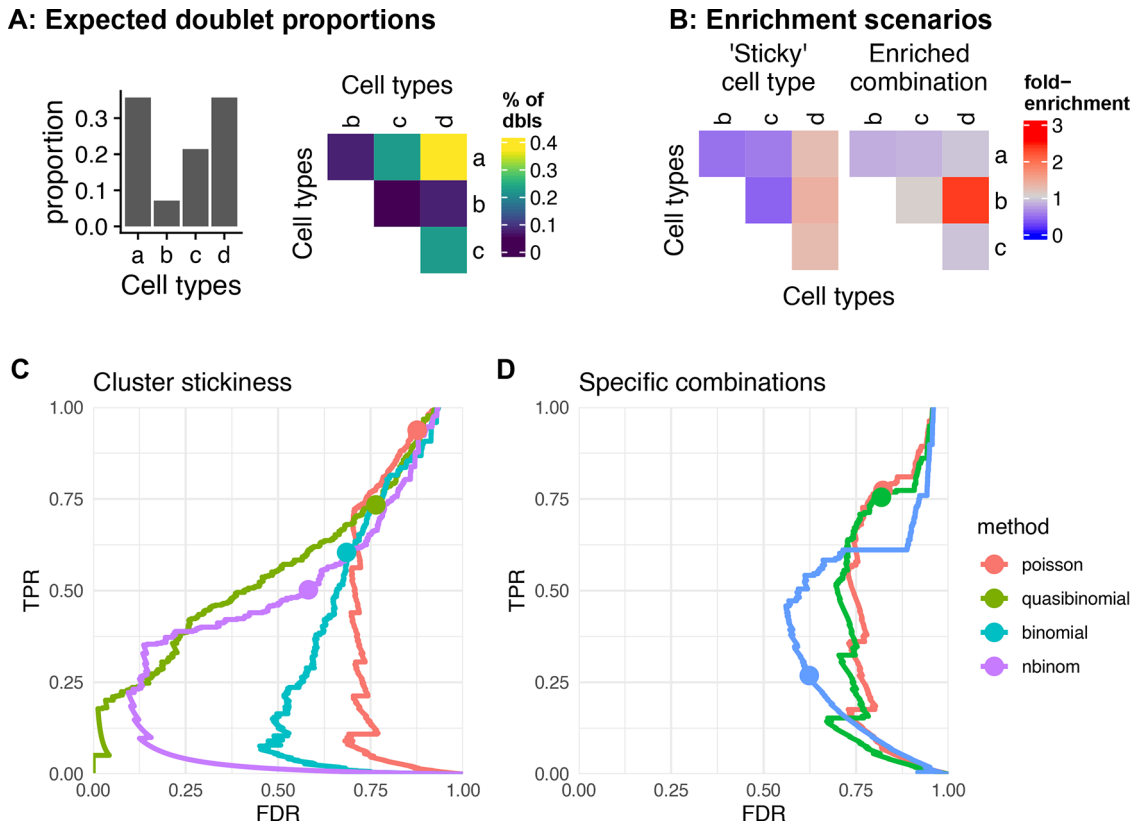 A: Expected doublet proportions
proportion
0.3
0.2
0.1
0.0
a b c d
Cell types
Cell types
b c d
Cell types
a
b
c
% of
dbls
0.4
0.3
0.2
0.1
0
B: Enrichment scenarios
'Sticky'
cell type
Enriched
combination
b c d
b c d
Cell types
a
b
c
Cell types
fold−
enrichment
3
2
1
0
C
Cluster stickiness
TPR
1.00
0.75
0.50
0.25
0.00
0.00 0.25 0.50 0.75 1.00
FDR
D
Specific combinations
TPR
1.00
0.75
0.50
0.25
0.00
0.00 0.25 0.50 0.75 1.00
FDR
method
poisson
quasibinomial
binomial
nbinom